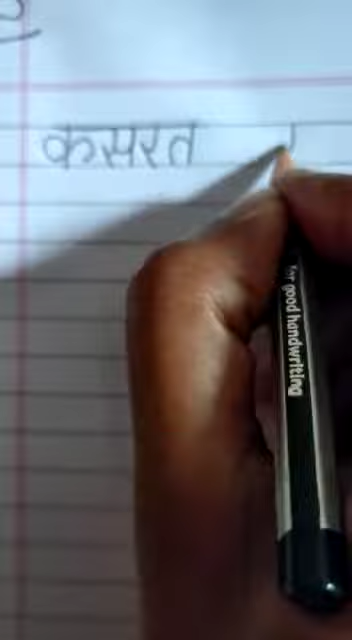 कसरत
for good handwriting